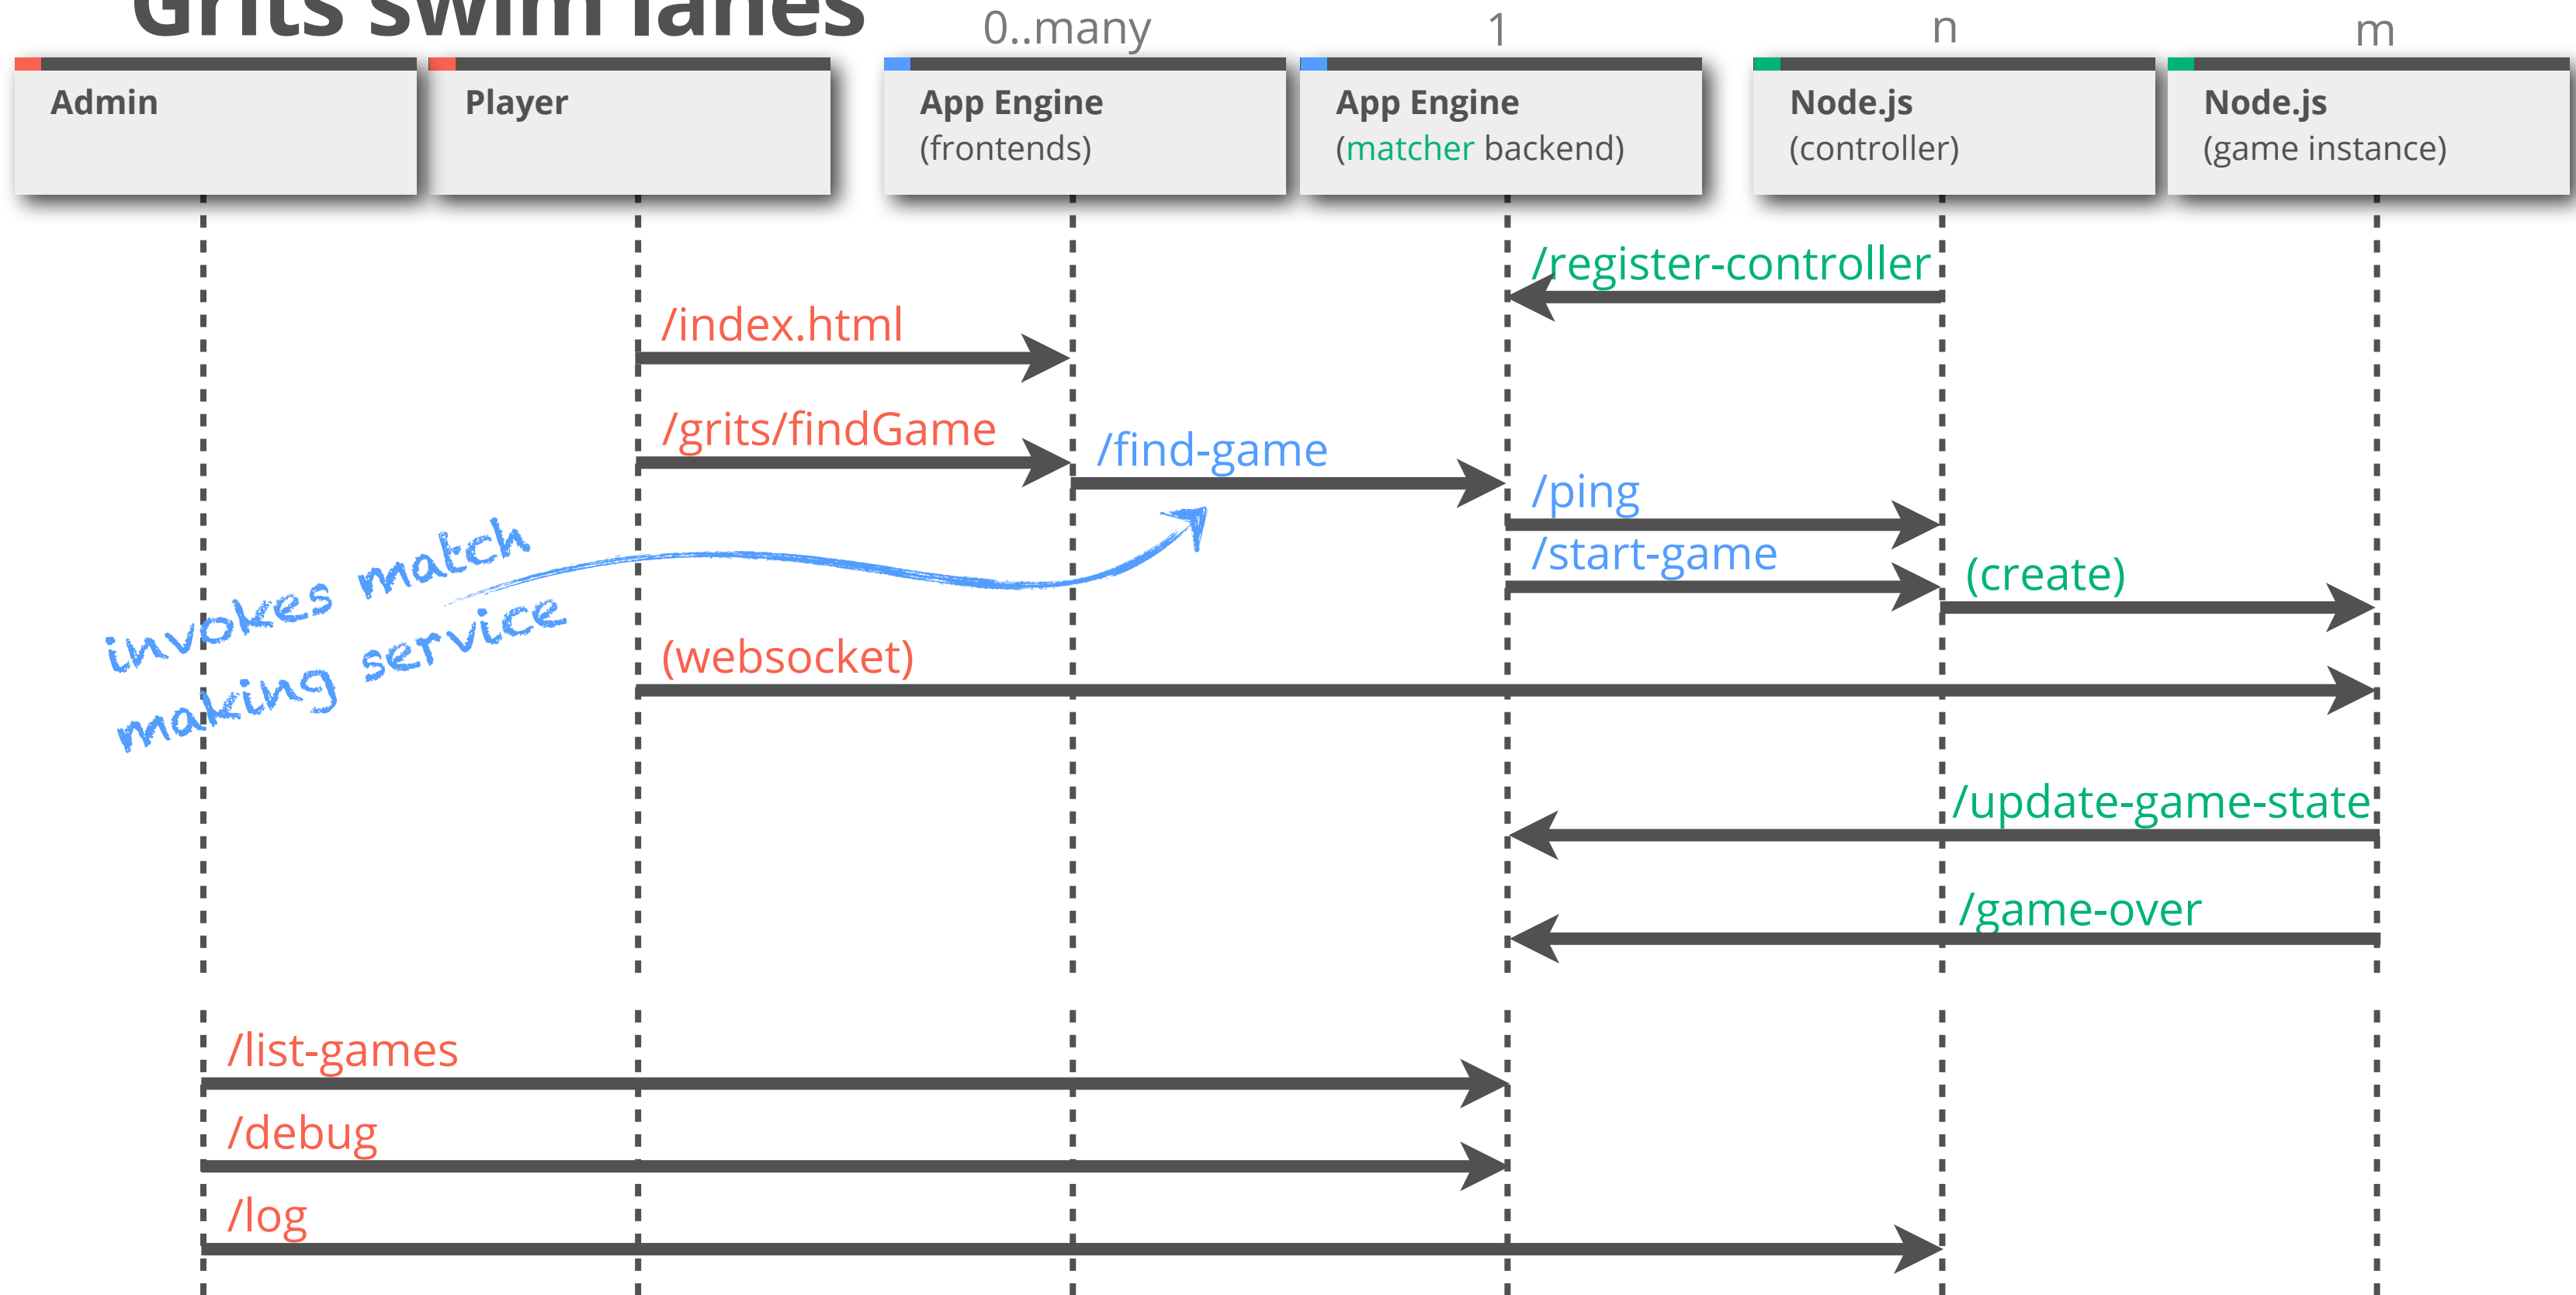 Grits swim lanes
0..many
1
n
m
Admin
Player
App Engine
(frontends)
App Engine
(matcher backend)
Node.js
(controller)
Node.js
(game instance)
/register-controller
/index.html
/grits/findGame
/find-game
/ping
/start-game
(create)
invokes match
making service
(websocket)
/update-game-state
/game-over
/list-games
/debug
/log